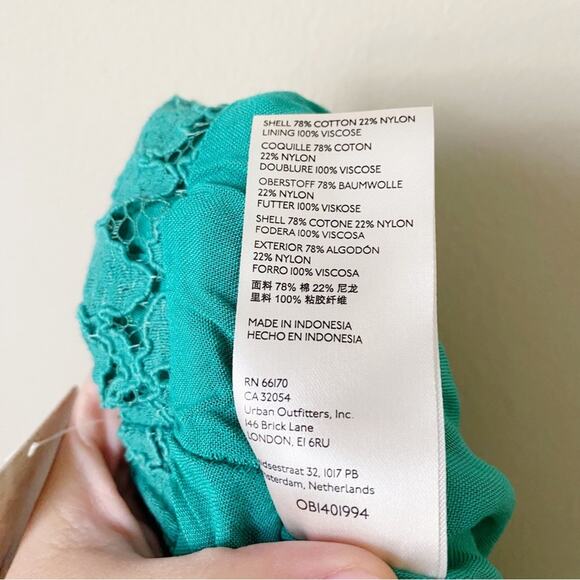 SHELL 78% COTTON 22% NYLON
LINING 100% VISCOSE
COQUILLE 78% COTON
22% NYLON
DOUBLURE 100% VISCOSE
OBERSTOFF 78% BAUMWOLLE
22% NYLON
FUTTER 100% VISKOSE
SHELL 78% COTONE 22% NYLON
FODERA 100% VISCOSA
EXTERIOR 78% ALGODÓN
22% NYLON
FORRO 100% VISCOSA
面料 78% 棉 22% 尼龙
里料 100% 粘胶纤维
MADE IN INDONESIA
HECHO EN INDONESIA
RN 66170
CA 32054
Urban Outfitters, Inc.
146 Brick Lane
LONDON, E1 6RU
32, 1017 PB
Netherlands
OB1401994